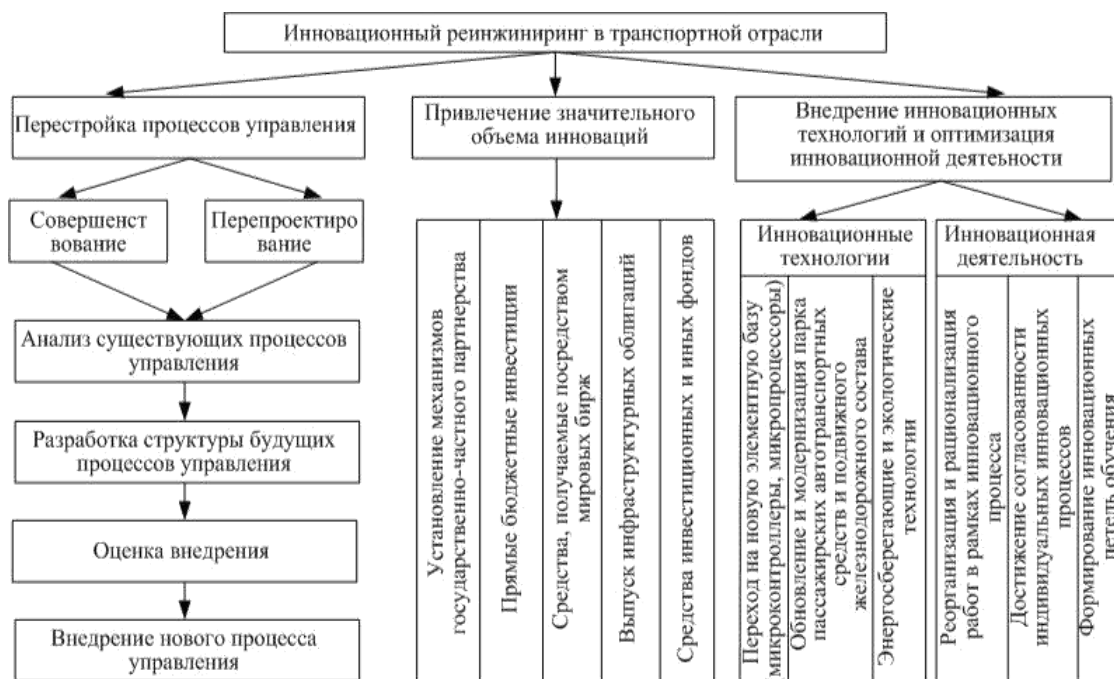 Инновационный реинжиниринг в транспортной отрасли
Перестройка процессов управления
Совершенст
вование
Перепроектиро
вание
Анализ существующих процессов
управления
Разработка структуры будущих
процессов управления
Оценка внедрения
Внедрение нового процесса
управления
Привлечение значительного
объема инноваций
Установление механизмов
государственно-частного партнерства
Прямые бюджетные инвестиции
Средства, получаемые посредством
мировых бирж
Выпуск инфраструктурных облигаций
Средства инвестиционных и иных фондов
Внедрение инновационных
технологий и оптимизация
инновационной деятеьности
Инновационные
технологии
Переход на новую элементную базу
(микроконтроллеры, микропроцессоры)
Обновление и модернизация парка
пассажирских автотранспортных
средств и подвижного
железнодорожного состава
Энергосберегающие и экологические
технологии
Инновационная
деятельность
Реорганизация и рационализация
работ в рамках инновационного
процесса
Достижение согласованности
индивидуальных инновационных
процессов
Формирование инновационных
петель обучения